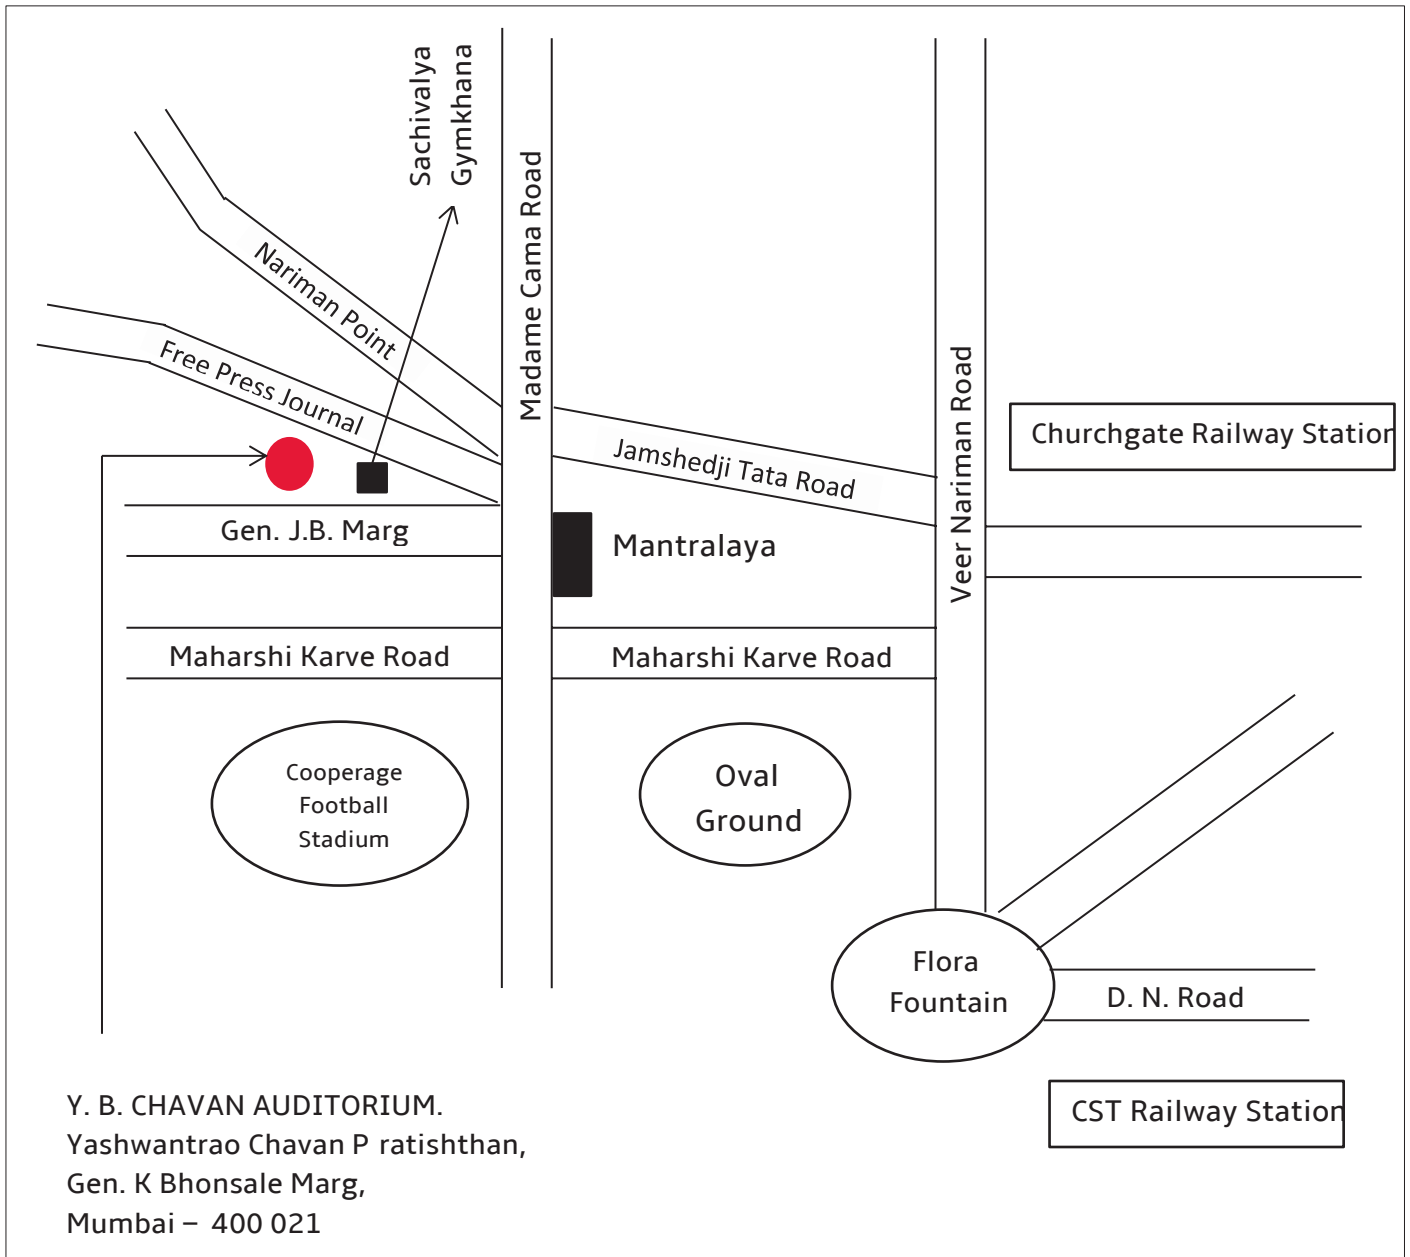 Sachivalya
Gymkhana
Madame Cama Road
Nariman Point
Free Press Journal
Veer Nariman Road
Churchgate Railway Station
Jamshedji Tata Road
Gen. J.B. Marg
Mantralaya
Maharshi Karve Road
Maharshi Karve Road
Cooperage
Football
Stadium
Oval
Ground
Flora
Fountain
D. N. Road
CST Railway Station
Y. B. CHAVAN AUDITORIUM.
Yashwantrao Chavan P ratishthan,
Gen. K Bhonsale Marg,
Mumbai – 400 021